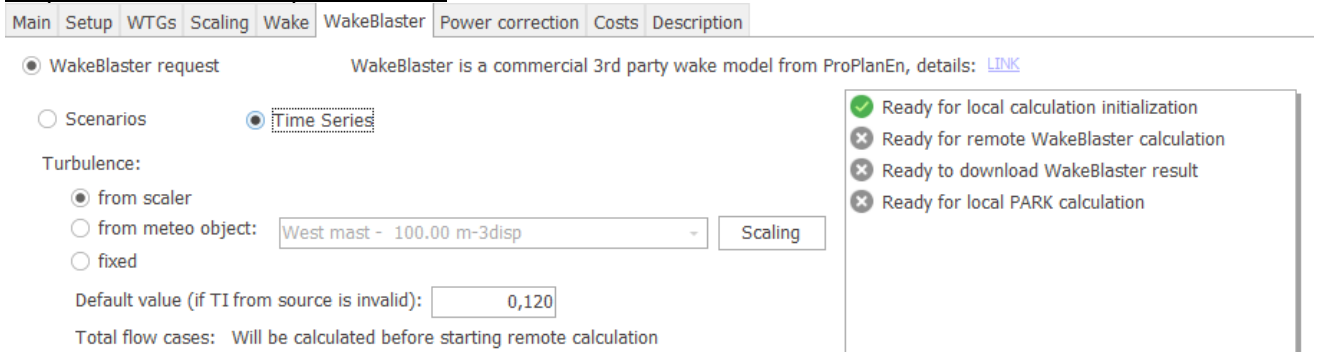 Main Setup WTGs Scaling Wake WakeBlaster Power correction Costs Description
WakeBlaster request WakeBlaster is a commercial 3rd party wake model from ProPlanEn, details: LINK
Scenarios Time Series
Turbulence:
from scaler
from meteo object: West mast - 100.00 m-3disp Scaling
fixed
Default value (if TI from source is invalid): 0,120
Total flow cases: Will be calculated before starting remote calculation
Ready for local calculation initialization
Ready for remote WakeBlaster calculation
Ready to download WakeBlaster result
Ready for local PARK calculation